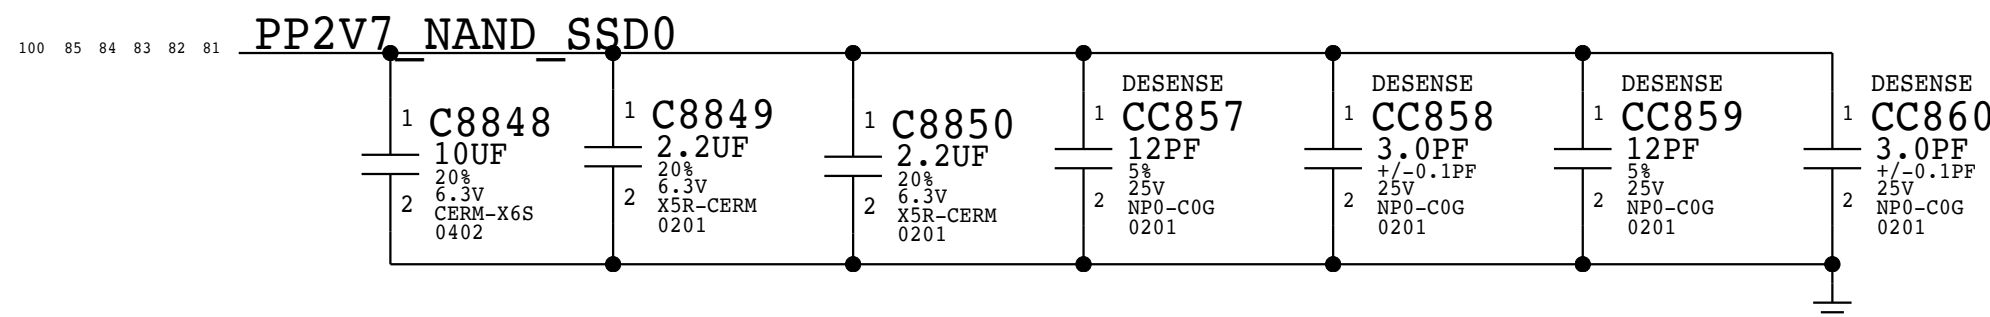 100 85 84 83 82 81 PP2V7_NAND_SSD0
1 C8848
10UF
20%
6.3V
2 CERM-X6S
0402
1 C8849
2.2UF
20%
6.3V
2 X5R-CERM
0201
1 C8850
2.2UF
20%
6.3V
2 X5R-CERM
0201
DESENSE
1 CC857
12PF
5%
25V
2 NP0-C0G
0201
DESENSE
1 CC858
3.0PF
+/-0.1PF
25V
2 NP0-C0G
0201
DESENSE
1 CC859
12PF
5%
25V
2 NP0-C0G
0201
DESENSE
1 CC860
3.0PF
+/-0.1PF
25V
2 NP0-C0G
0201